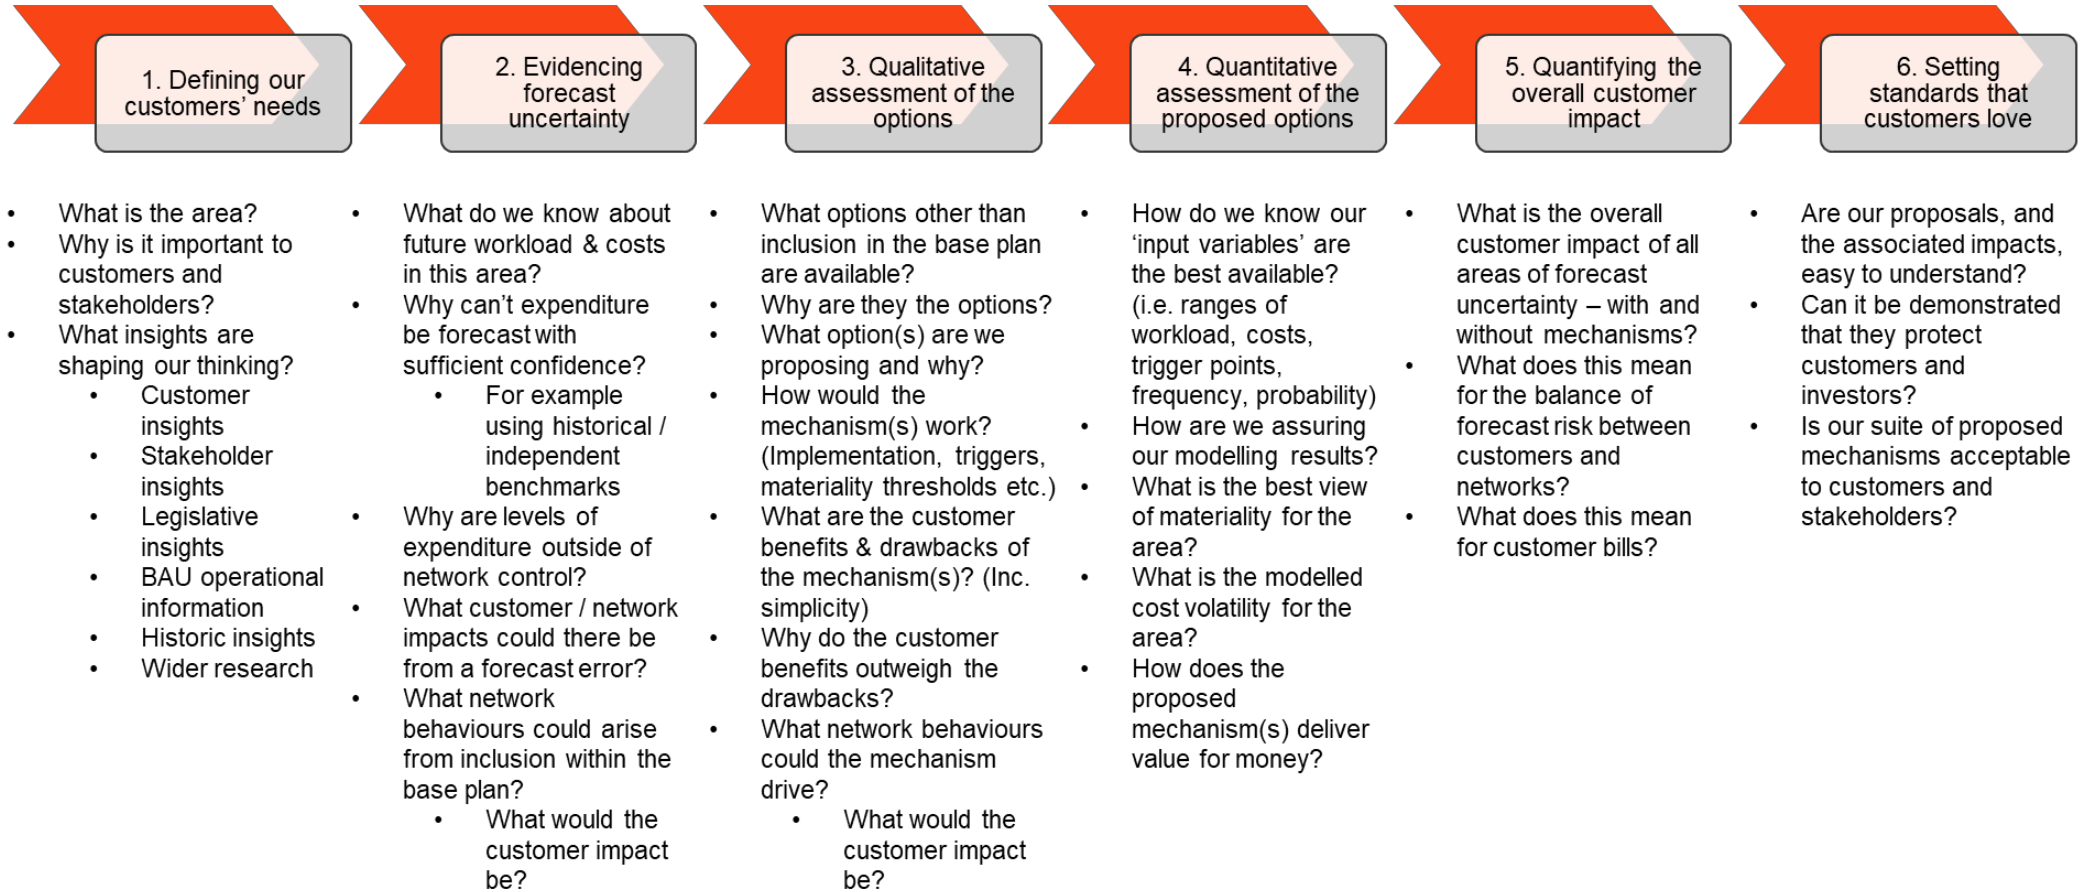 1. Defining our
customers’ needs
2. Evidencing
forecast
uncertainty
3. Qualitative
assessment of the
options
4. Quantitative
assessment of the
proposed options
5. Quantifying the
overall customer
impact
6. Setting
standards that
customers love
• What is the area?
• Why is it important to
customers and
stakeholders?
• What insights are
shaping our thinking?
• Customer
insights
• Stakeholder
insights
• Legislative
insights
• BAU operational
information
• Historic insights
• Wider research
• What do we know about
future workload & costs
in this area?
• Why can’t expenditure
be forecast with
sufficient confidence?
• For example
using historical /
independent
benchmarks
• Why are levels of
expenditure outside of
network control?
• What customer / network
impacts could there be
from a forecast error?
• What network
behaviours could arise
from inclusion within the
base plan?
• What would the
customer impact
be?
• What options other than
inclusion in the base plan
are available?
• Why are they the options?
• What option(s) are we
proposing and why?
• How would the
mechanism(s) work?
(Implementation, triggers,
materiality thresholds etc.)
• What are the customer
benefits & drawbacks of
the mechanism(s)? (Inc.
simplicity)
• Why do the customer
benefits outweigh the
drawbacks?
• What network behaviours
could the mechanism
drive?
• What would the
customer impact
be?
• How do we know our
‘input variables’ are
the best available?
(i.e. ranges of
workload, costs,
trigger points,
frequency, probability)
• How are we assuring
our modelling results?
• What is the best view
of materiality for the
area?
• What is the modelled
cost volatility for the
area?
• How does the
proposed
mechanism(s) deliver
value for money?
• What is the overall
customer impact of all
areas of forecast
uncertainty – with and
without mechanisms?
• What does this mean
for the balance of
forecast risk between
customers and
networks?
• What does this mean
for customer bills?
• Are our proposals, and
the associated impacts,
easy to understand?
• Can it be demonstrated
that they protect
customers and
investors?
• Is our suite of proposed
mechanisms acceptable
to customers and
stakeholders?